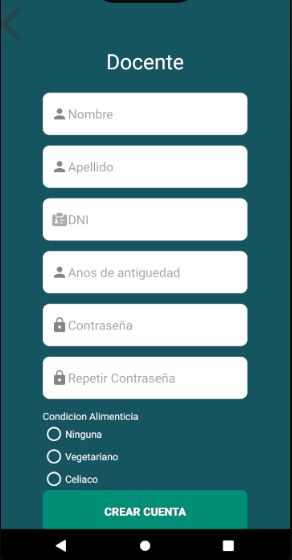 Docente
Nombre
Apellido
DNI
Anos de antiguedad
Contraseña
Repetir Contraseña
Condicion Alimenticia
Ninguna
Vegetariano
Celiaco
CREAR CUENTA